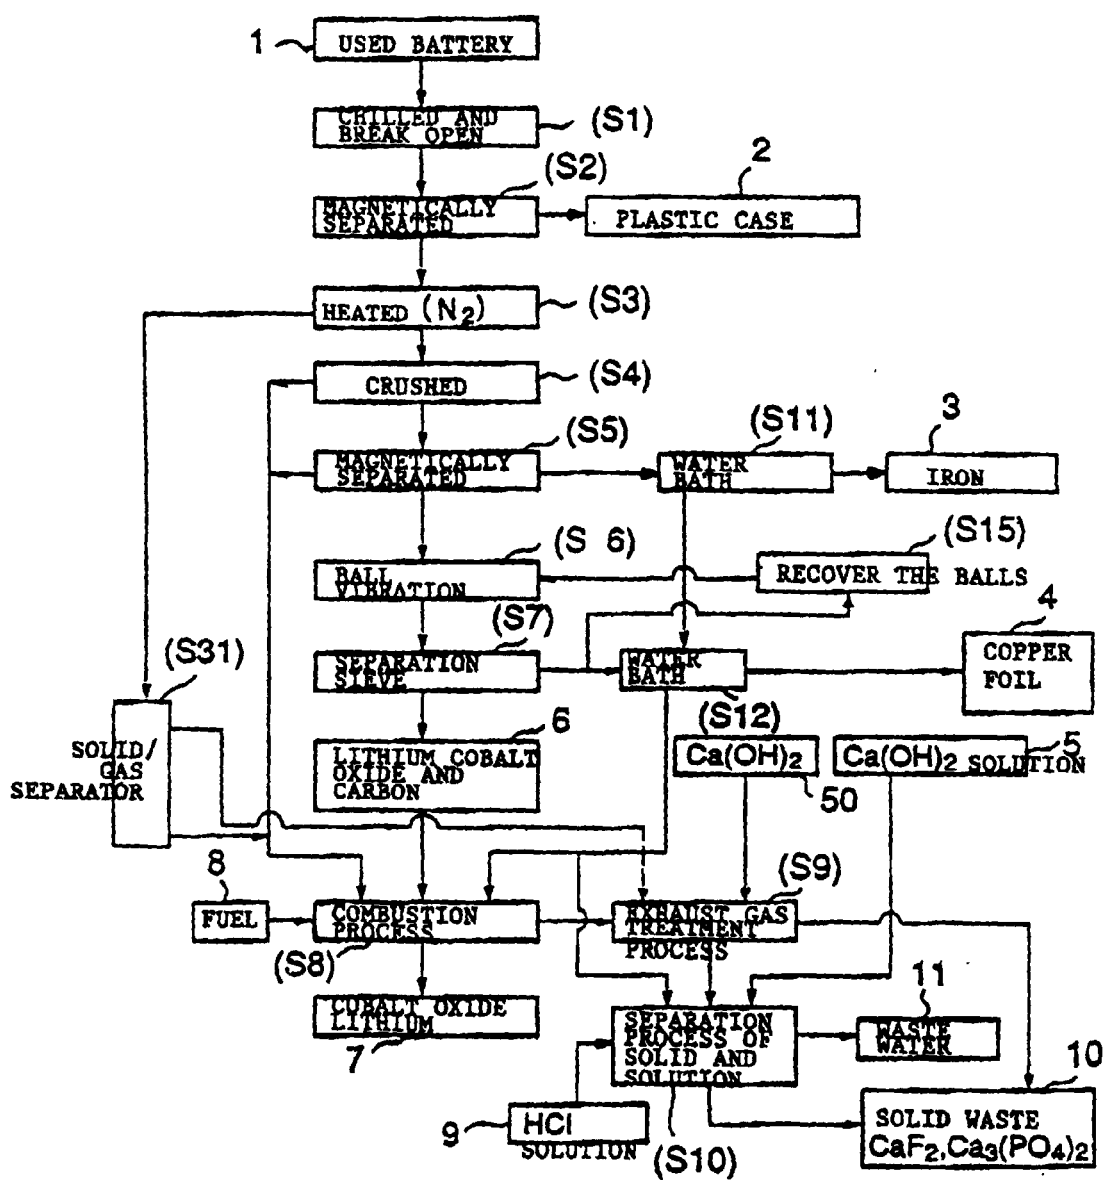 1
USED BATTERY
CHILLED AND
BREAK OPEN
(S1)
(S2)
2
MAGNETICALLY
SEPARATED
PLASTIC CASE
HEATED (N2)
(S3)
CRUSHED
(S4)
(S5)
(S11)
3
MAGNETICALLY
SEPARATED
WATER
BATH
IRON
(S 6)
(S15)
BALL
VIBRATION
RECOVER THE BALLS
(S7)
4
(S31)
SEPARATION
SIEVE
WATER
BATH
COPPER
FOIL
(S12)
6
SOLID/
GAS
SEPARATOR
LITHIUM COBALT
OXIDE AND
CARBON
Ca(OH)2
50
5
Ca(OH)2 SOLUTION
8
(S9)
FUEL
COMBUSTION
PROCESS
(S8)
EXHAUST GAS
TREATMENT
PROCESS
11
CUBALT OXIDE
LITHIUM
7
SEPARATION
PROCESS OF
SOLID AND
SOLUTION
WASTE
WATER
10
9
HCl
SOLUTION
(S10)
SOLID WASTE
CaF2,Ca3(PO4)2